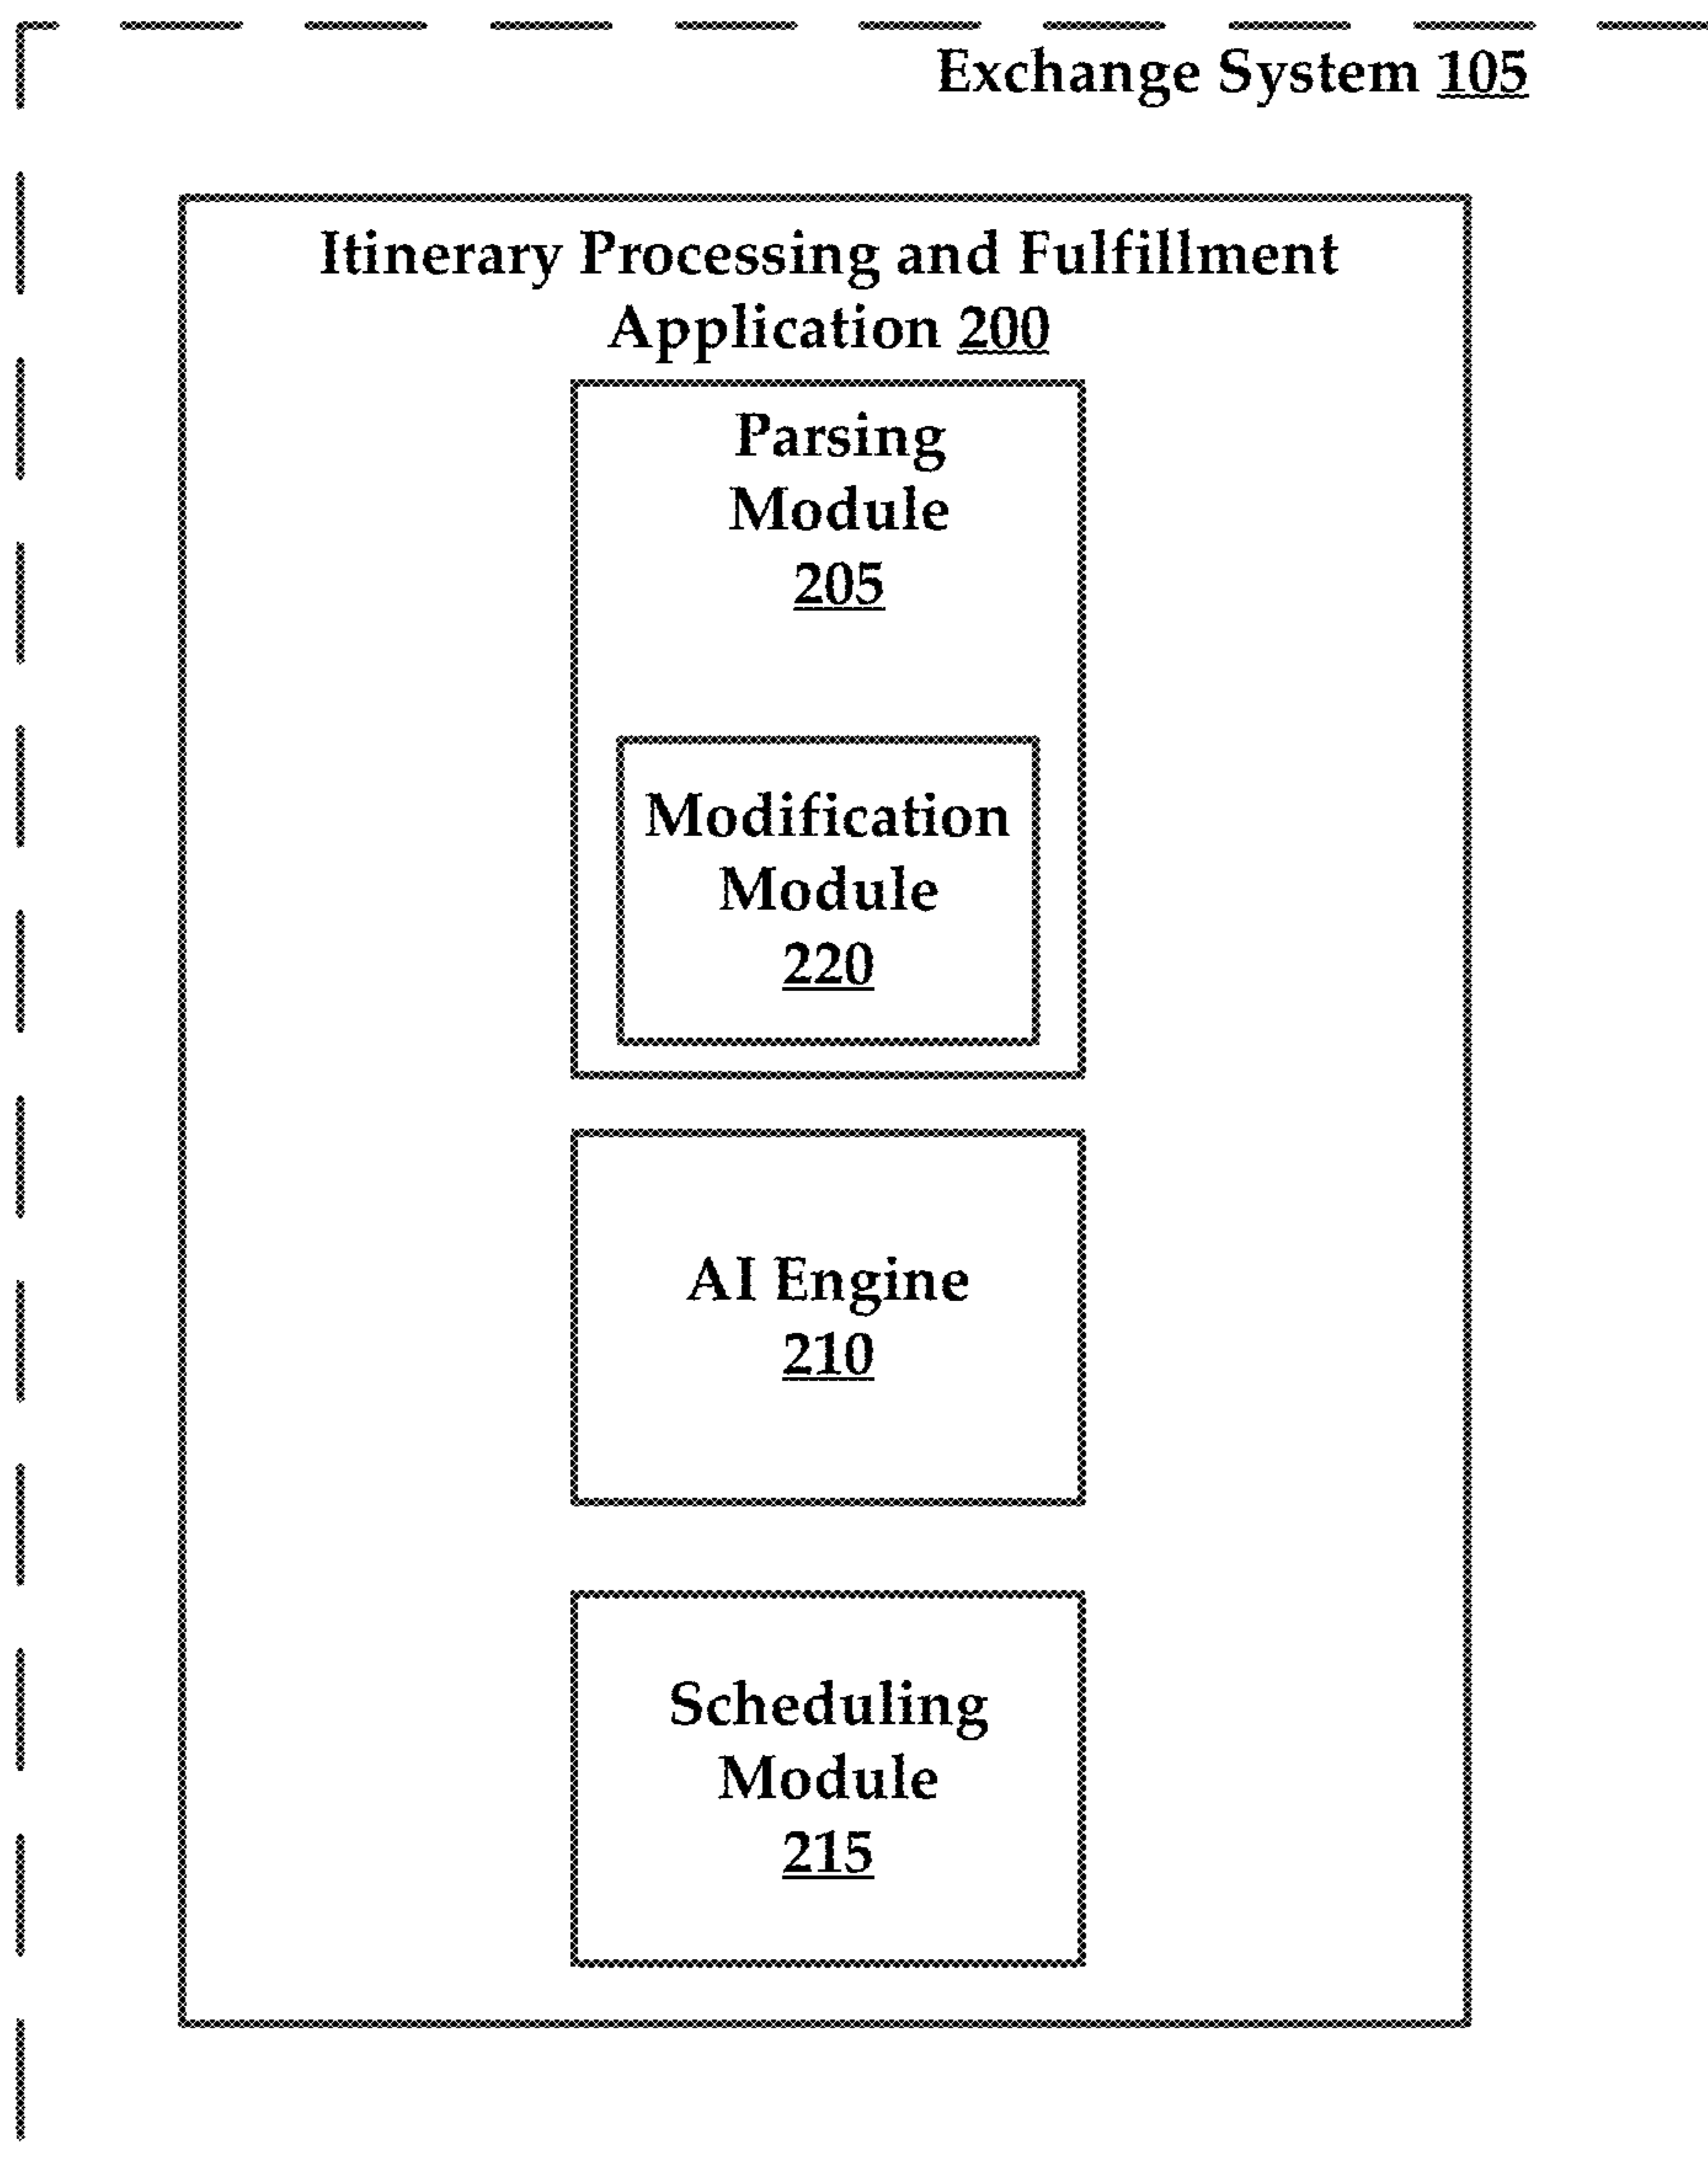 Exchange System 105
Itinerary Processing and Fulfillment
Application 200
Parsing
Module
205
Modification
Module
220
AI Engine
210
Scheduling
Module
215